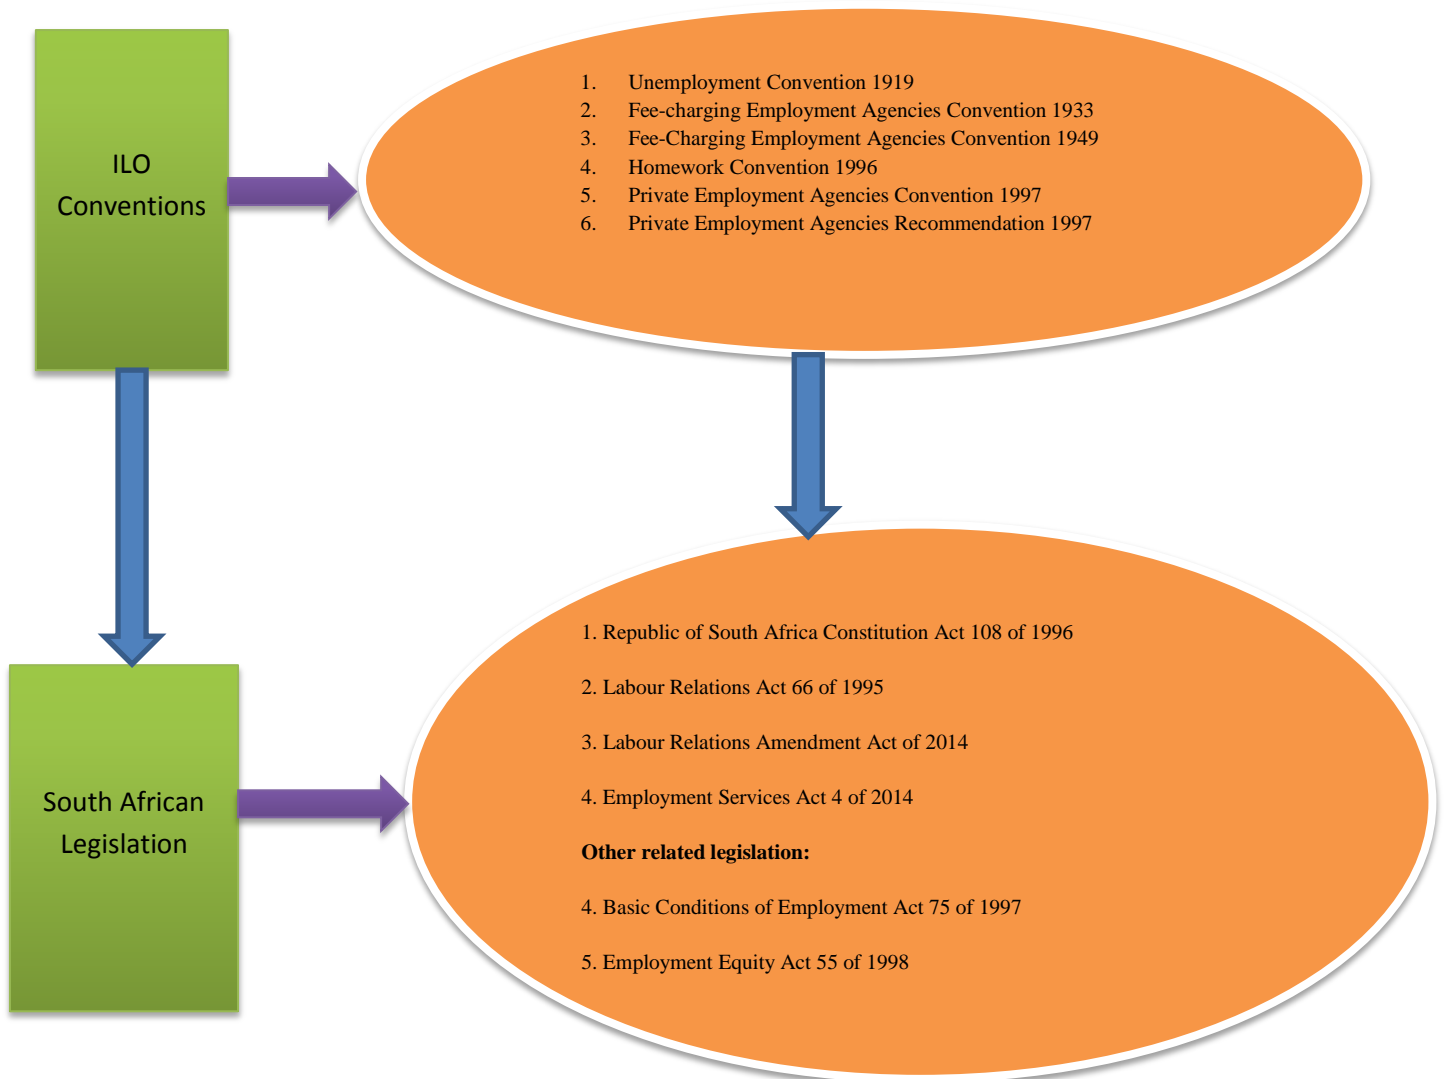 ILO
Conventions
1. Unemployment Convention 1919
2. Fee-charging Employment Agencies Convention 1933
3. Fee-Charging Employment Agencies Convention 1949
4. Homework Convention 1996
5. Private Employment Agencies Convention 1997
6. Private Employment Agencies Recommendation 1997
South African
Legislation
1. Republic of South Africa Constitution Act 108 of 1996
2. Labour Relations Act 66 of 1995
3. Labour Relations Amendment Act of 2014
4. Employment Services Act 4 of 2014
Other related legislation:
4. Basic Conditions of Employment Act 75 of 1997
5. Employment Equity Act 55 of 1998